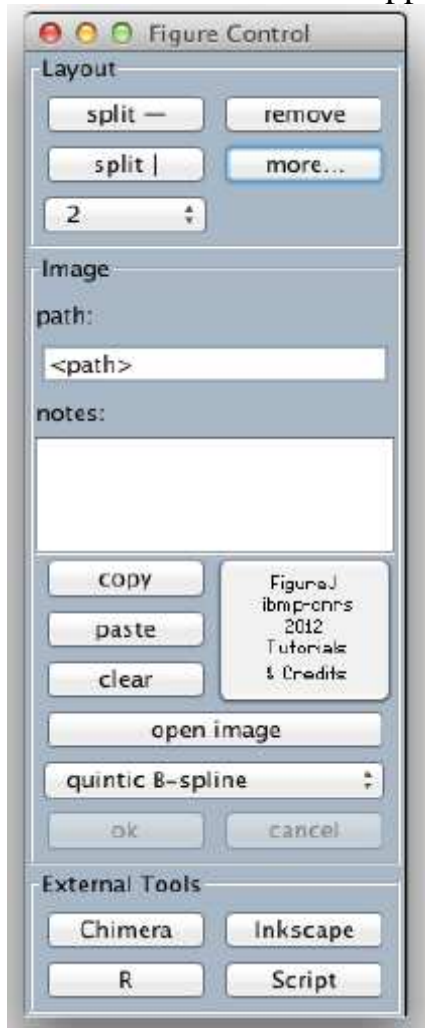 Figure Control
Layout
split — remove
split | more...
2
Image
path:
<path>
notes:
copy
paste
clear
FigureJ
ibmp-cnrs
2012
Tutorials
& Credits
open image
quintic B-spline
ok cancel
External Tools
Chimera Inkscape
R Script